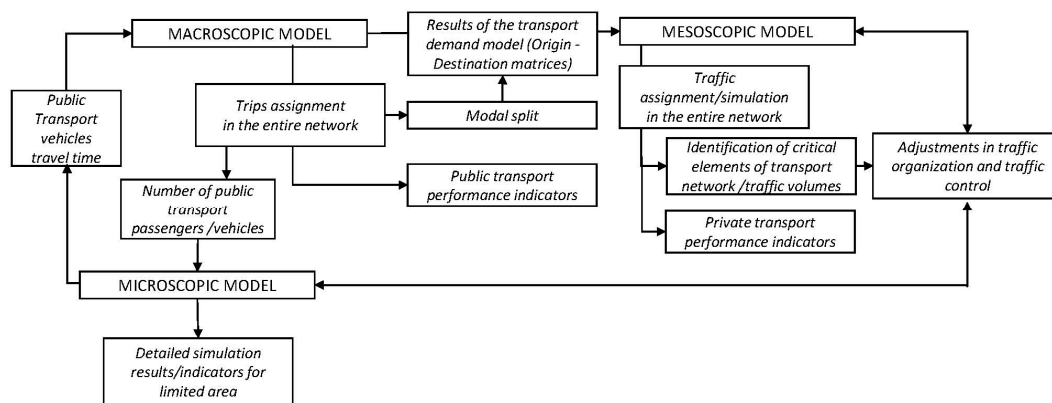 MACROSCOPIC MODEL
Results of the transport
demand model (Origin -
Destination matrices)
MESOSCOPIC MODEL
Public
Transport
vehicles
travel time
Trips assignment
in the entire network
Modal split
Traffic
assignment/simulation
in the entire network
Number of public
transport
passengers /vehicles
Public transport
performance indicators
Identification of critical
elements of transport
network /traffic volumes
Adjustments in traffic
organization and traffic
control
Private transport
performance indicators
MICROSCOPIC MODEL
Detailed simulation
results/indicators for
limited area